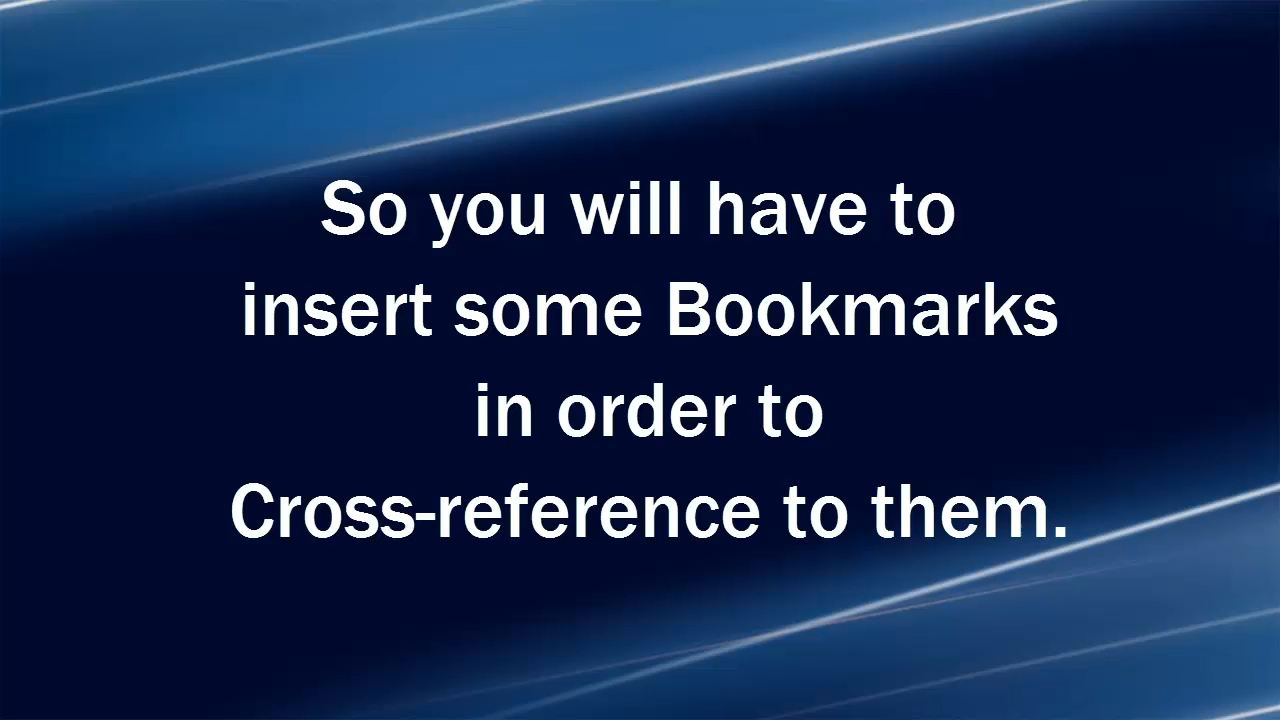 So you will have to
insert some Bookmarks
in order to
Cross-reference to them.